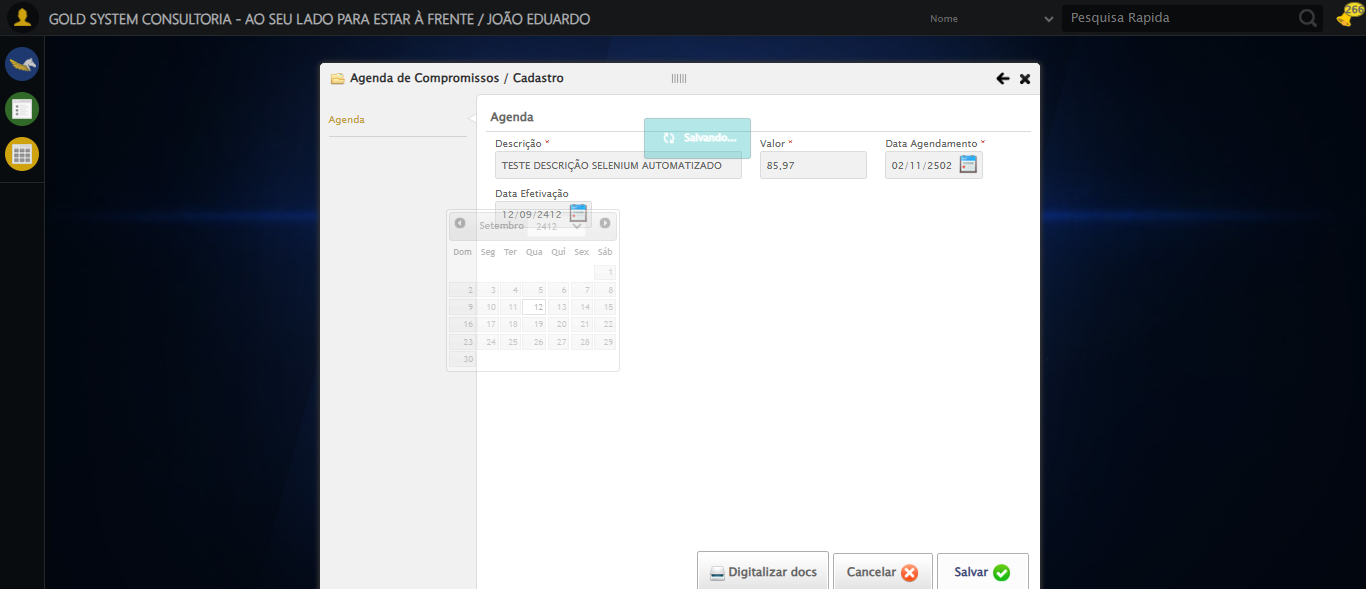 GOLD SYSTEM CONSULTORIA - AO SEU LADO PARA ESTAR À FRENTE / JOÃO EDUARDO
Nome
Pesquisa Rapida
266
Agenda de Compromissos / Cadastro
Agenda
Agenda
Salvando...
Descrição *
Valor *
Data Agendamento *
TESTE DESCRIÇÃO SELENIUM AUTOMATIZADO
85,97
02/11/2502
Data Efetivação
12/09/2412
Setembro 2412
Dom Seg Ter Qua Qui Sex Sáb
1
2 3 4 5 6 7 8
9 10 11 12 13 14 15
16 17 18 19 20 21 22
23 24 25 26 27 28 29
30
Digitalizar docs
Cancelar
Salvar